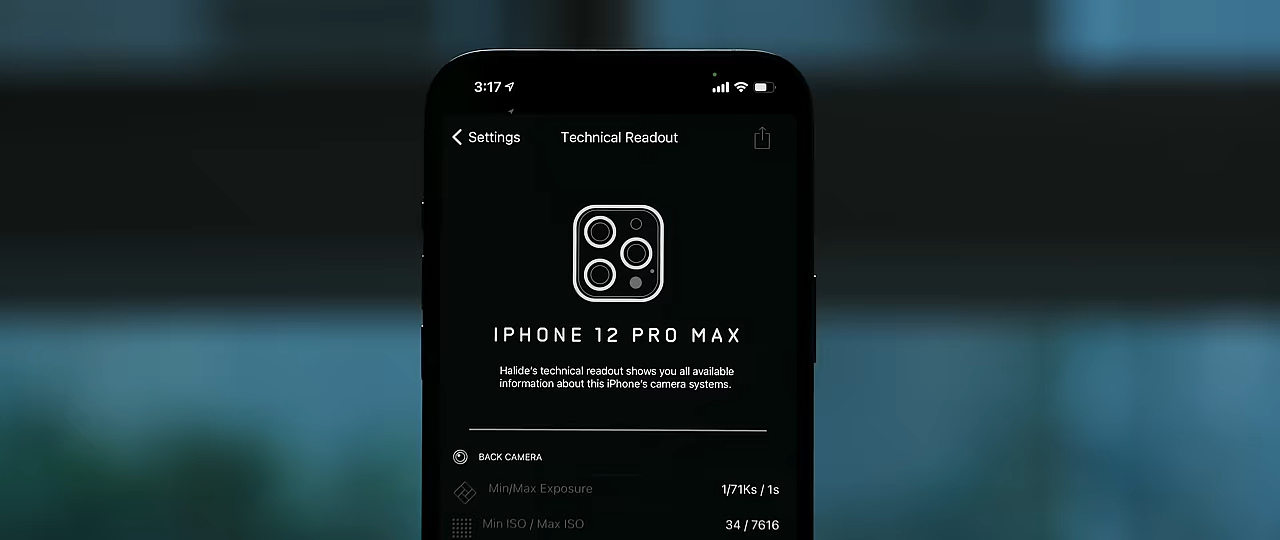 3:17
Settings
Technical Readout
IPHONE 12 PRO MAX
Halide's technical readout shows you all available
information about this iPhone's camera systems.
BACK CAMERA
Min/Max Exposure 1/71Ks / 1s
Min ISO / Max ISO 34 / 7616